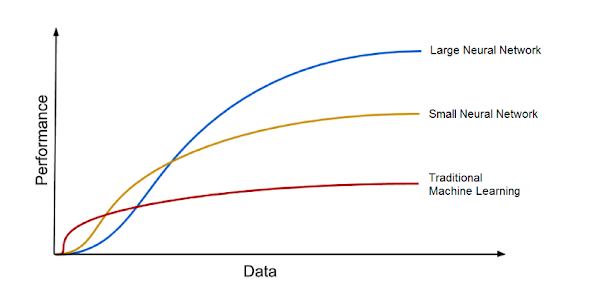 Large Neural Network
Small Neural Network
Traditional
Machine Learning
Performance
Data